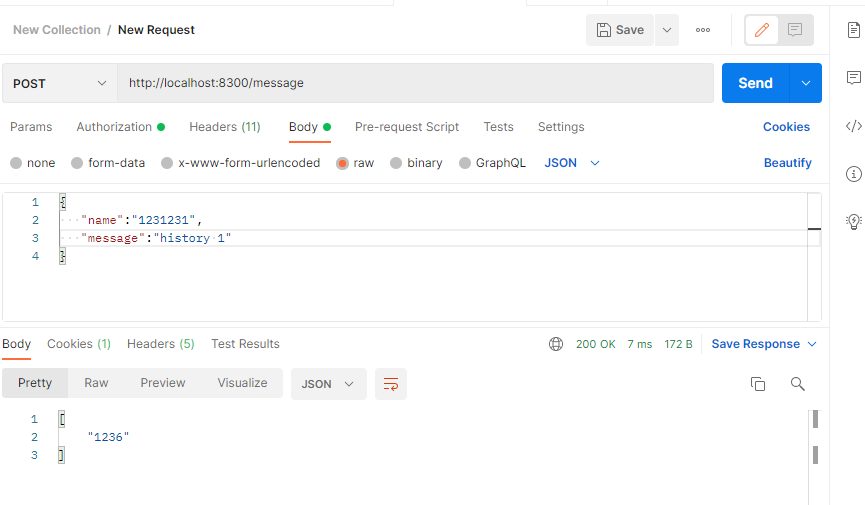 New Collection / New Request
Save
POST
http://localhost:8300/message
Send
Params Authorization Headers (11) Body Pre-request Script Tests Settings Cookies
none form-data x-www-form-urlencoded raw binary GraphQL JSON Beautify
1 {
2 "name":"1231231",
3 "message":"history 1"
4 }
Body Cookies (1) Headers (5) Test Results 200 OK 7 ms 172 B Save Response
Pretty Raw Preview Visualize JSON
1 [
2 "1236"
3 ]